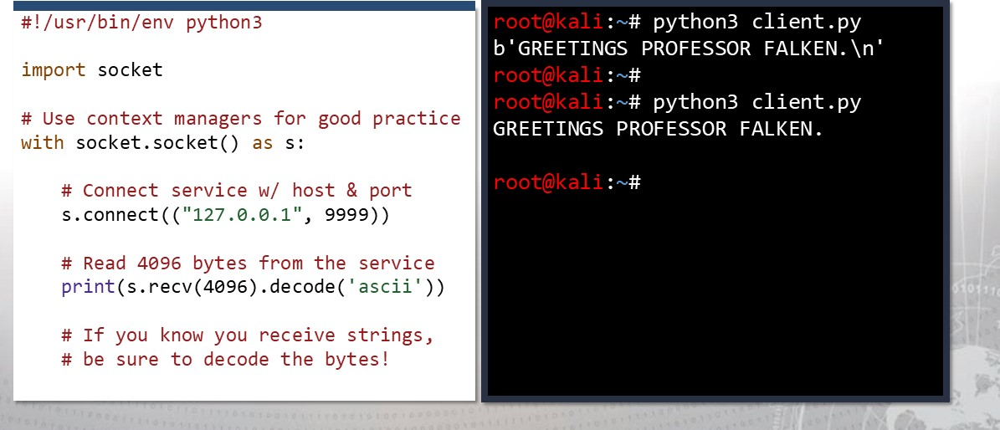 #!/usr/bin/env python3
import socket
# Use context managers for good practice
with socket.socket() as s:
# Connect service w/ host & port
s.connect(("127.0.0.1", 9999))
# Read 4096 bytes from the service
print(s.recv(4096).decode('ascii'))
# If you know you receive strings,
# be sure to decode the bytes!
root@kali:~# python3 client.py
b'GREETINGS PROFESSOR FALKEN.\n'
root@kali:~#
root@kali:~# python3 client.py
GREETINGS PROFESSOR FALKEN.
root@kali:~#